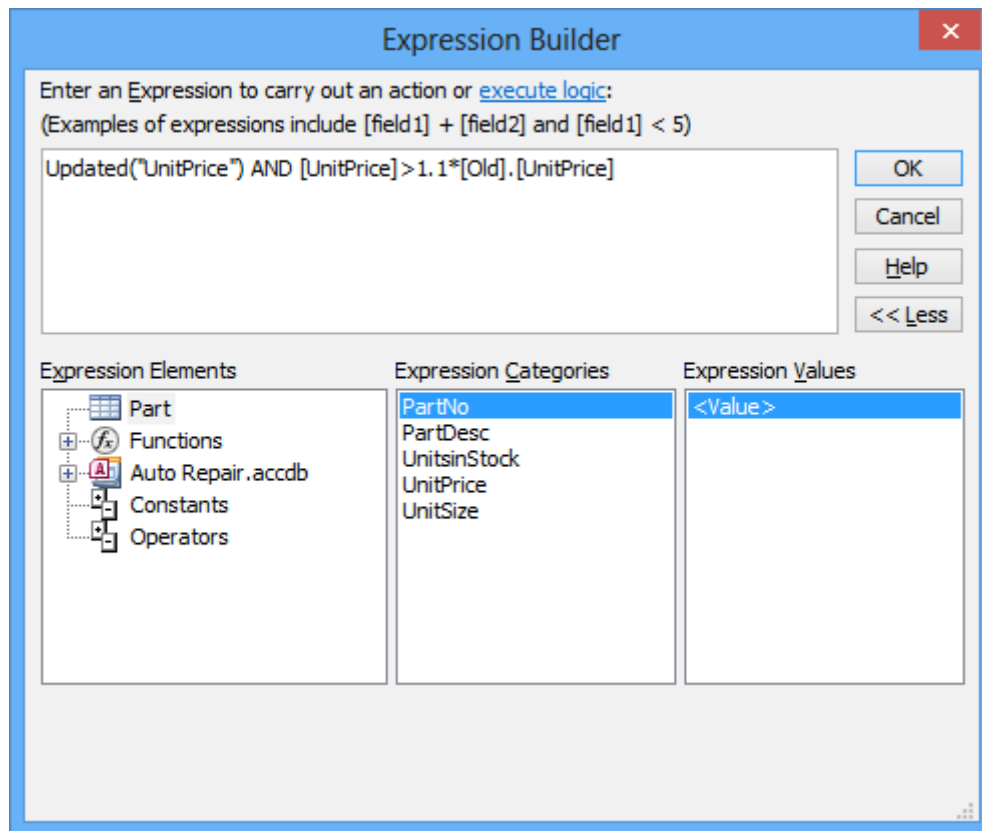 Expression Builder
Enter an Expression to carry out an action or execute logic:
(Examples of expressions include [field1] + [field2] and [field1] < 5)
Updated("UnitPrice") AND [UnitPrice]>1.1*[Old].[UnitPrice]
OK
Cancel
Help
<< Less
Expression Elements
Part
Functions
Auto Repair.accdb
Constants
Operators
Expression Categories
PartNo
PartDesc
UnitsinStock
UnitPrice
UnitSize
Expression Values
<Value>